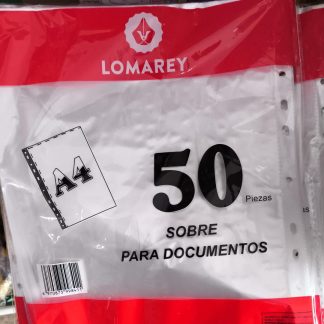 LOMAREY
A4
50
Piezas
SOBRE
PARA DOCUMENTOS